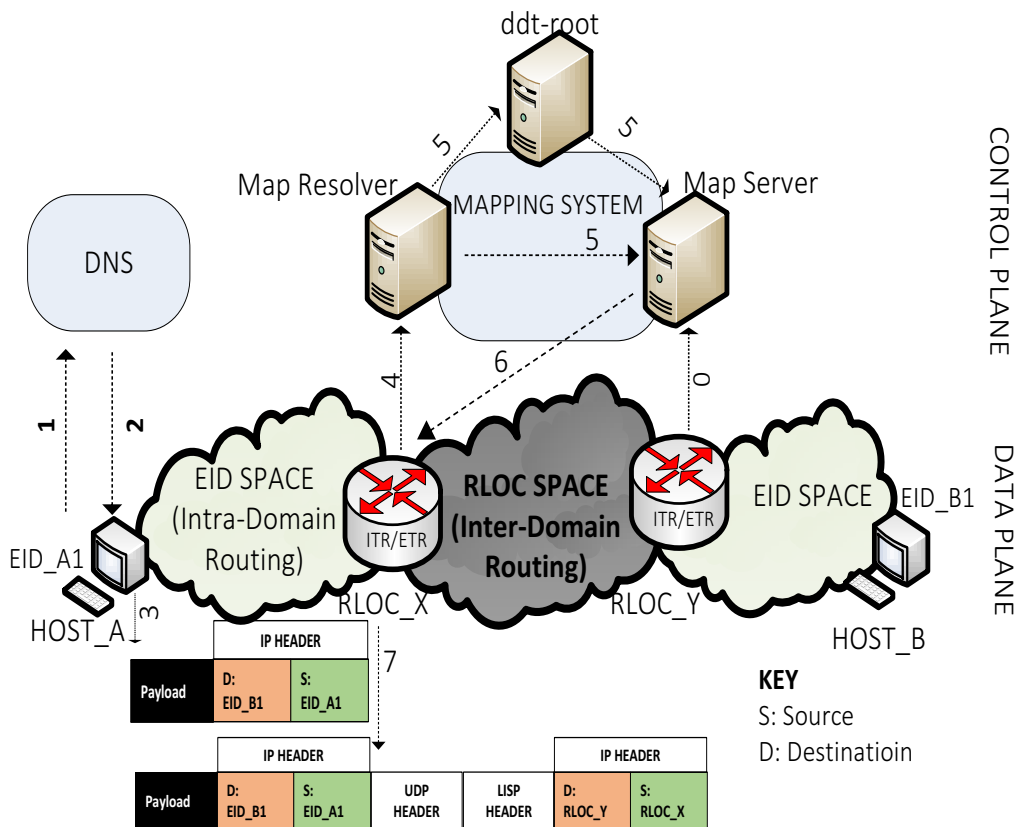 ddt-root
5
5
Map Resolver
Map Server
MAPPING SYSTEM
5
DNS
CONTROL PLANE
6
4
0
1
2
EID SPACE
(Intra-Domain
Routing)
ITR/ETR
RLOC SPACE
(Inter-Domain
Routing)
ITR/ETR
EID SPACE
EID_B1
DATA PLANE
EID_A1
3
HOST_A
RLOC_X
RLOC_Y
HOST_B
IP HEADER
7
Payload
D:
EID_B1
S:
EID_A1
KEY
S: Source
D: Destinatioin
IP HEADER
IP HEADER
Payload
D:
EID_B1
S:
EID_A1
UDP
HEADER
LISP
HEADER
D:
RLOC_Y
S:
RLOC_X